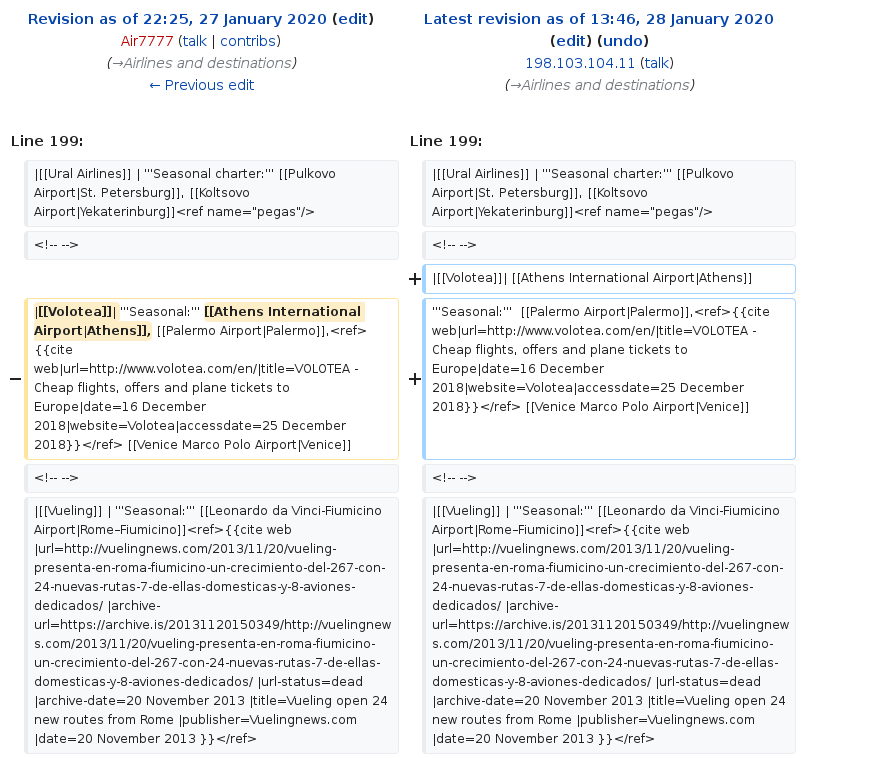 Revision as of 22:25, 27 January 2020 (edit)
Air7777 (talk | contribs)
(→Airlines and destinations)
← Previous edit
Latest revision as of 13:46, 28 January 2020
(edit) (undo)
198.103.104.11 (talk)
(→Airlines and destinations)
Line 199:
Line 199:
|[[Ural Airlines]] | '''Seasonal charter:''' [[Pulkovo
Airport|St. Petersburg]], [[Koltsovo
Airport|Yekaterinburg]]<ref name="pegas"/>
|[[Ural Airlines]] | '''Seasonal charter:''' [[Pulkovo
Airport|St. Petersburg]], [[Koltsovo
Airport|Yekaterinburg]]<ref name="pegas"/>
<!-- -->
<!-- -->
+
|[[Volotea]]| [[Athens International Airport|Athens]]
−
|[[Volotea]]| '''Seasonal:''' [[Athens International
Airport|Athens]], [[Palermo Airport|Palermo]],<ref>
{{cite
web|url=http://www.volotea.com/en/|title=VOLOTEA -
Cheap flights, offers and plane tickets to
Europe|date=16 December
2018|website=Volotea|accessdate=25 December
2018}}</ref> [[Venice Marco Polo Airport|Venice]]
+
'''Seasonal:'''  [[Palermo Airport|Palermo]],<ref>{{cite
web|url=http://www.volotea.com/en/|title=VOLOTEA -
Cheap flights, offers and plane tickets to
Europe|date=16 December
2018|website=Volotea|accessdate=25 December
2018}}</ref> [[Venice Marco Polo Airport|Venice]]
<!-- -->
<!-- -->
|[[Vueling]] | '''Seasonal:''' [[Leonardo da Vinci-Fiumicino
Airport|Rome–Fiumicino]]<ref>{{cite web
|url=http://vuelingnews.com/2013/11/20/vueling-
presenta-en-roma-fiumicino-un-crecimiento-del-267-con-
24-nuevas-rutas-7-de-ellas-domesticas-y-8-aviones-
dedicados/ |archive-
url=https://archive.is/20131120150349/http://vuelingnew
s.com/2013/11/20/vueling-presenta-en-roma-fiumicino-
un-crecimiento-del-267-con-24-nuevas-rutas-7-de-ellas-
domesticas-y-8-aviones-dedicados/ |url-status=dead
|archive-date=20 November 2013 |title=Vueling open 24
new routes from Rome |publisher=Vuelingnews.com
|date=20 November 2013 }}</ref>
|[[Vueling]] | '''Seasonal:''' [[Leonardo da Vinci-Fiumicino
Airport|Rome–Fiumicino]]<ref>{{cite web
|url=http://vuelingnews.com/2013/11/20/vueling-
presenta-en-roma-fiumicino-un-crecimiento-del-267-con-
24-nuevas-rutas-7-de-ellas-domesticas-y-8-aviones-
dedicados/ |archive-
url=https://archive.is/20131120150349/http://vuelingnew
s.com/2013/11/20/vueling-presenta-en-roma-fiumicino-
un-crecimiento-del-267-con-24-nuevas-rutas-7-de-ellas-
domesticas-y-8-aviones-dedicados/ |url-status=dead
|archive-date=20 November 2013 |title=Vueling open 24
new routes from Rome |publisher=Vuelingnews.com
|date=20 November 2013 }}</ref>